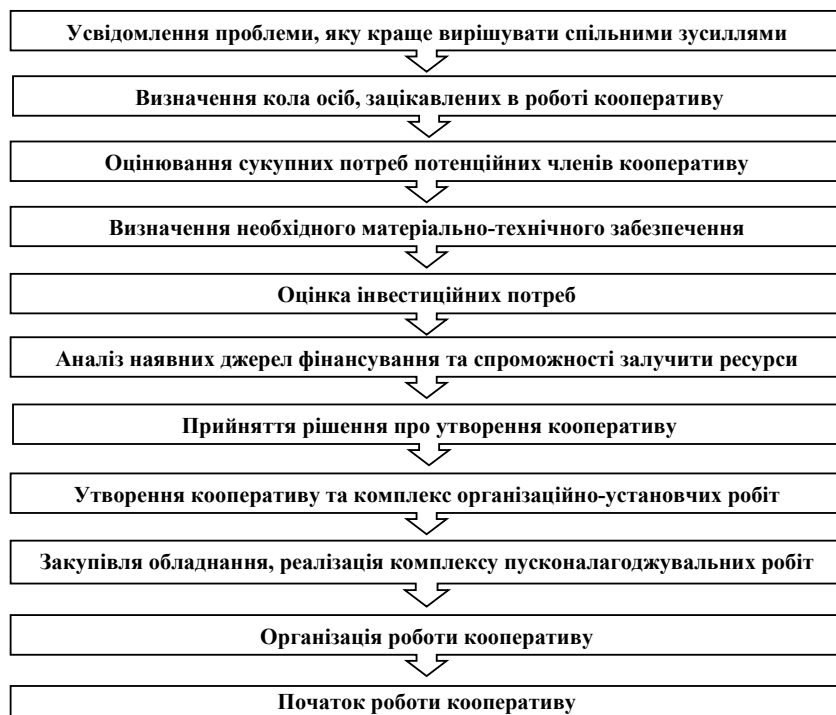 Усвідомлення проблеми, яку краще вирішувати спільними зусиллями
Визначення кола осіб, зацікавлених в роботі кооперативу
Оцінювання сукупних потреб потенційних членів кооперативу
Визначення необхідного матеріально-технічного забезпечення
Оцінка інвестиційних потреб
Аналіз наявних джерел фінансування та спроможності залучити ресурси
Прийняття рішення про утворення кооперативу
Утворення кооперативу та комплекс організаційно-установчих робіт
Закупівля обладнання, реалізація комплексу пусконалагоджувальних робіт
Організація роботи кооперативу
Початок роботи кооперативу